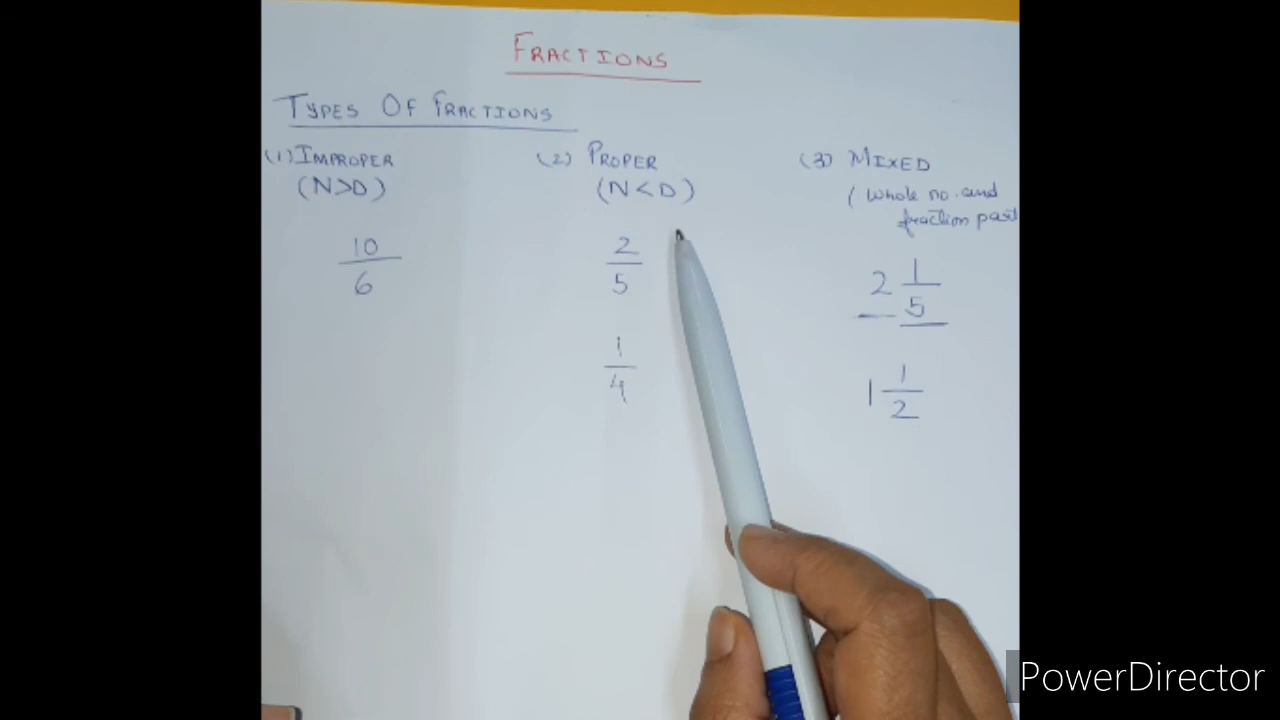 FRACTIONS
TYPES OF FRACTIONS
(1) IMPROPER
(N>D)
10
6
(2) PROPER
(N<D)
2
5
1
4
(3) MIXED
( Whole no. and
fraction part
2 1
5
1 1
2
PowerDirector